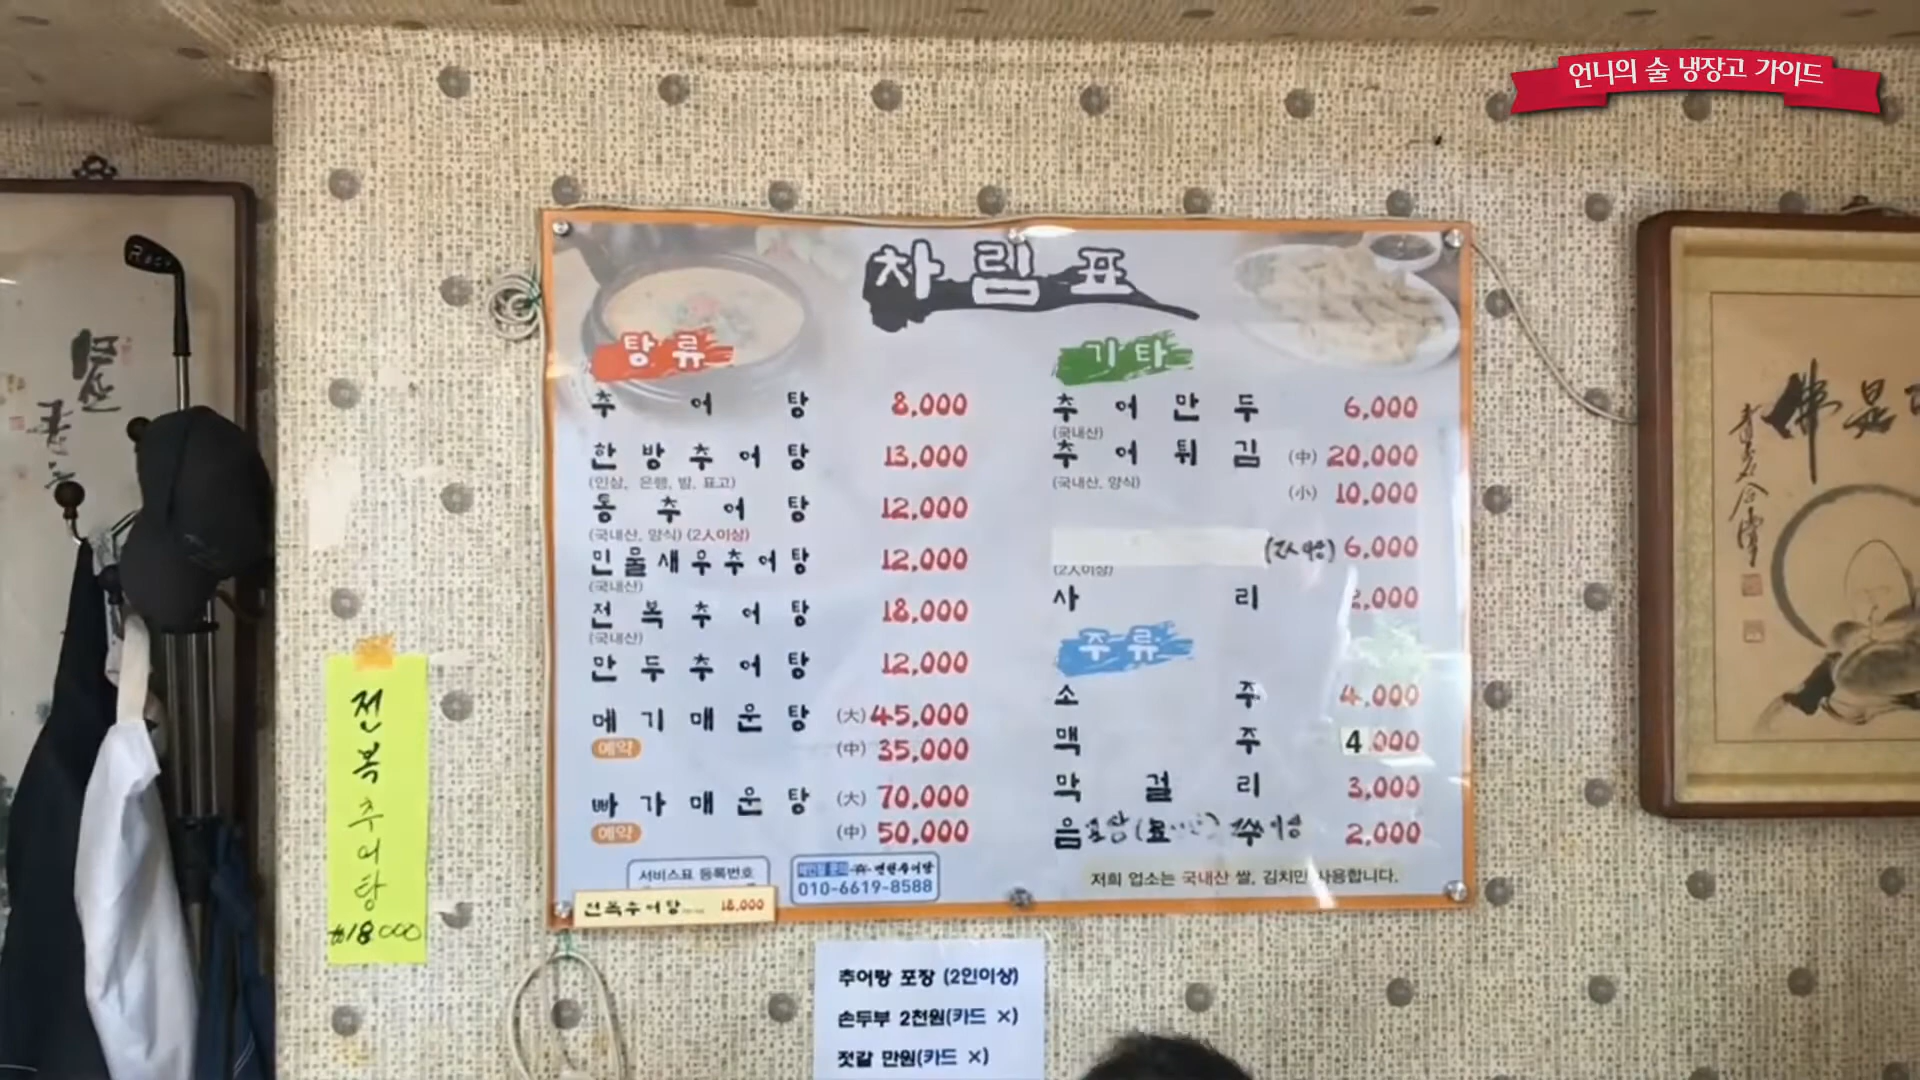 언니의 술 냉장고 가이드
차림표
탕류
추어탕 8,000
한방추어탕 13,000
(인삼, 은행, 밤, 표고)
통추어탕 12,000
(국내산, 양식) (2人이상)
민물새우추어탕 12,000
(국내산)
전복추어탕 18,000
(국내산)
만두추어탕 12,000
메기매운탕 (大) 45,000
예약 (中) 35,000
빠가매운탕 (大) 70,000
예약 (中) 50,000
서비스표 등록번호
010-6619-8588
전복추어탕 18,000
기타
추어만두 6,000
(국내산)
추어튀김 (中) 20,000
(국내산, 양식) (小) 10,000
6,000
(2人이상)
사리 2,000
주류
소주 4,000
맥주 4,000
막걸리 3,000
2,000
저희 업소는 국내산 쌀, 김치만 사용합니다.
전복추어탕
₩18000
추어탕 포장 (2인이상)
손두부 2천원(카드 ×)
젓갈 만원(카드 ×)
佛
是